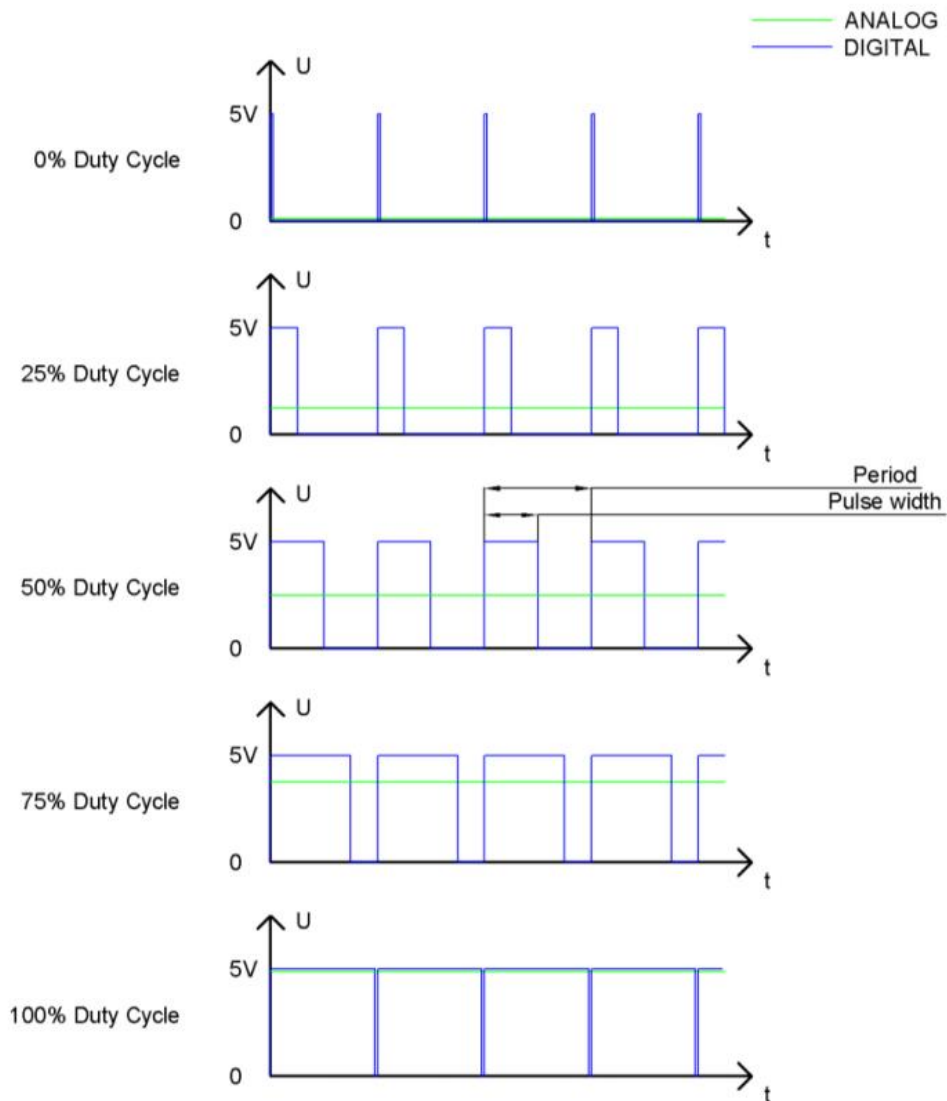 ANALOG
DIGITAL
U
5V
0% Duty Cycle
0
t
U
5V
25% Duty Cycle
0
t
Period
U
Pulse width
5V
50% Duty Cycle
0
t
U
5V
75% Duty Cycle
0
t
U
5V
100% Duty Cycle
0
t